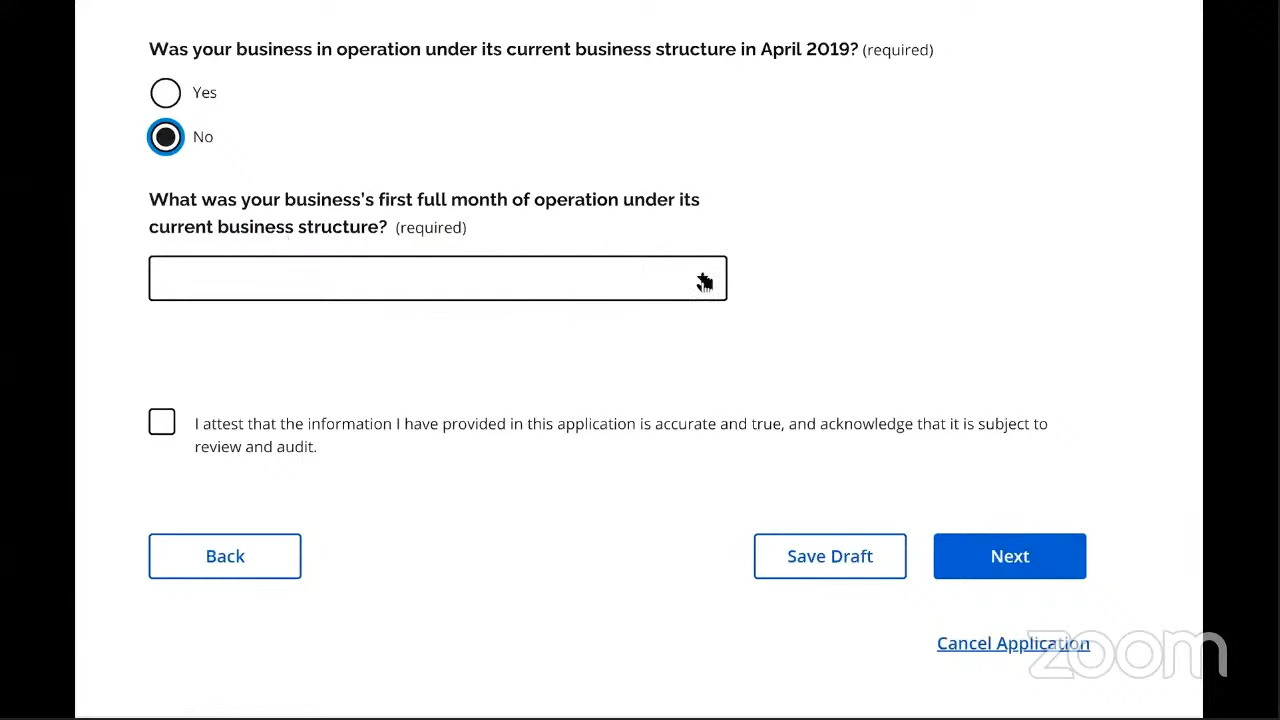 Was your business in operation under its current business structure in April 2019? (required)
Yes
No
What was your business's first full month of operation under its
current business structure? (required)
I attest that the information I have provided in this application is accurate and true, and acknowledge that it is subject to
review and audit.
Back
Save Draft
Next
Cancel Application
zoom